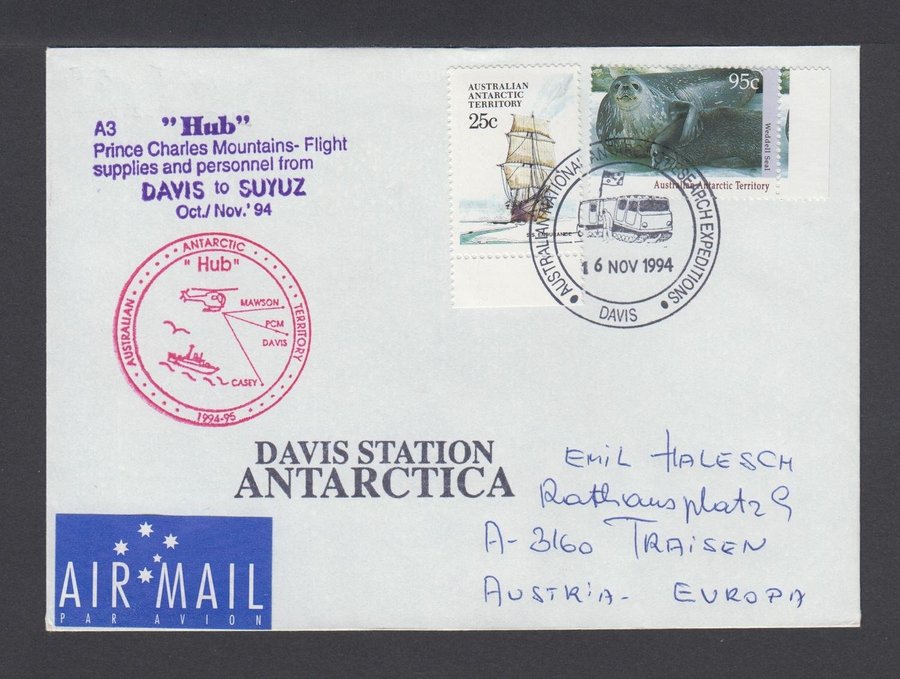 A3 "Hub"
Prince Charles Mountains- Flight
supplies and personnel from
DAVIS to SUYUZ
Oct./Nov.'94
AUSTRALIAN
ANTARCTIC
TERRITORY
25c
S.Y. ENDURANCE
95c
Weddell Seal
Australian Antarctic Territory
AUSTRALIAN NATIONAL ANTARCTIC RESEARCH EXPEDITIONS
16 NOV 1994
DAVIS
AUSTRALIAN ANTARCTIC TERRITORY
"Hub"
MAWSON
PCM
DAVIS
CASEY
1994-95
DAVIS STATION
ANTARCTICA
EMIL HALESCH
Rathausplatz 9
A-3160 TRAISEN
AUSTRIA- EUROPA
AIR MAIL
PAR AVION